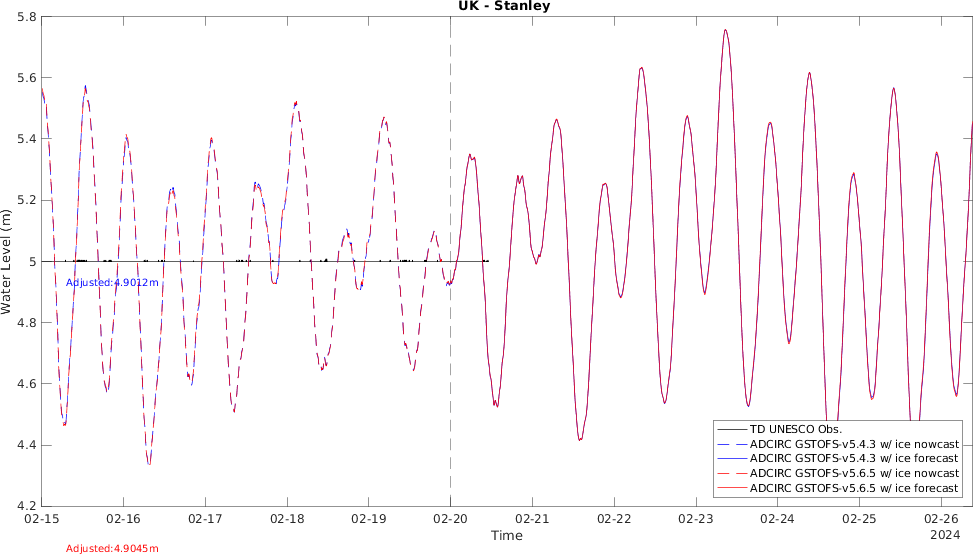 UK - Stanley
5.8
5.6
5.4
5.2
5
4.8
4.6
4.4
4.2
Water Level (m)
Adjusted:4.9012m
TD UNESCO Obs.
ADCIRC GSTOFS-v5.4.3 w/ ice nowcast
ADCIRC GSTOFS-v5.4.3 w/ ice forecast
ADCIRC GSTOFS-v5.6.5 w/ ice nowcast
ADCIRC GSTOFS-v5.6.5 w/ ice forecast
02-15 02-16 02-17 02-18 02-19 02-20 02-21 02-22 02-23 02-24 02-25 02-26
Time
2024
Adjusted:4.9045m